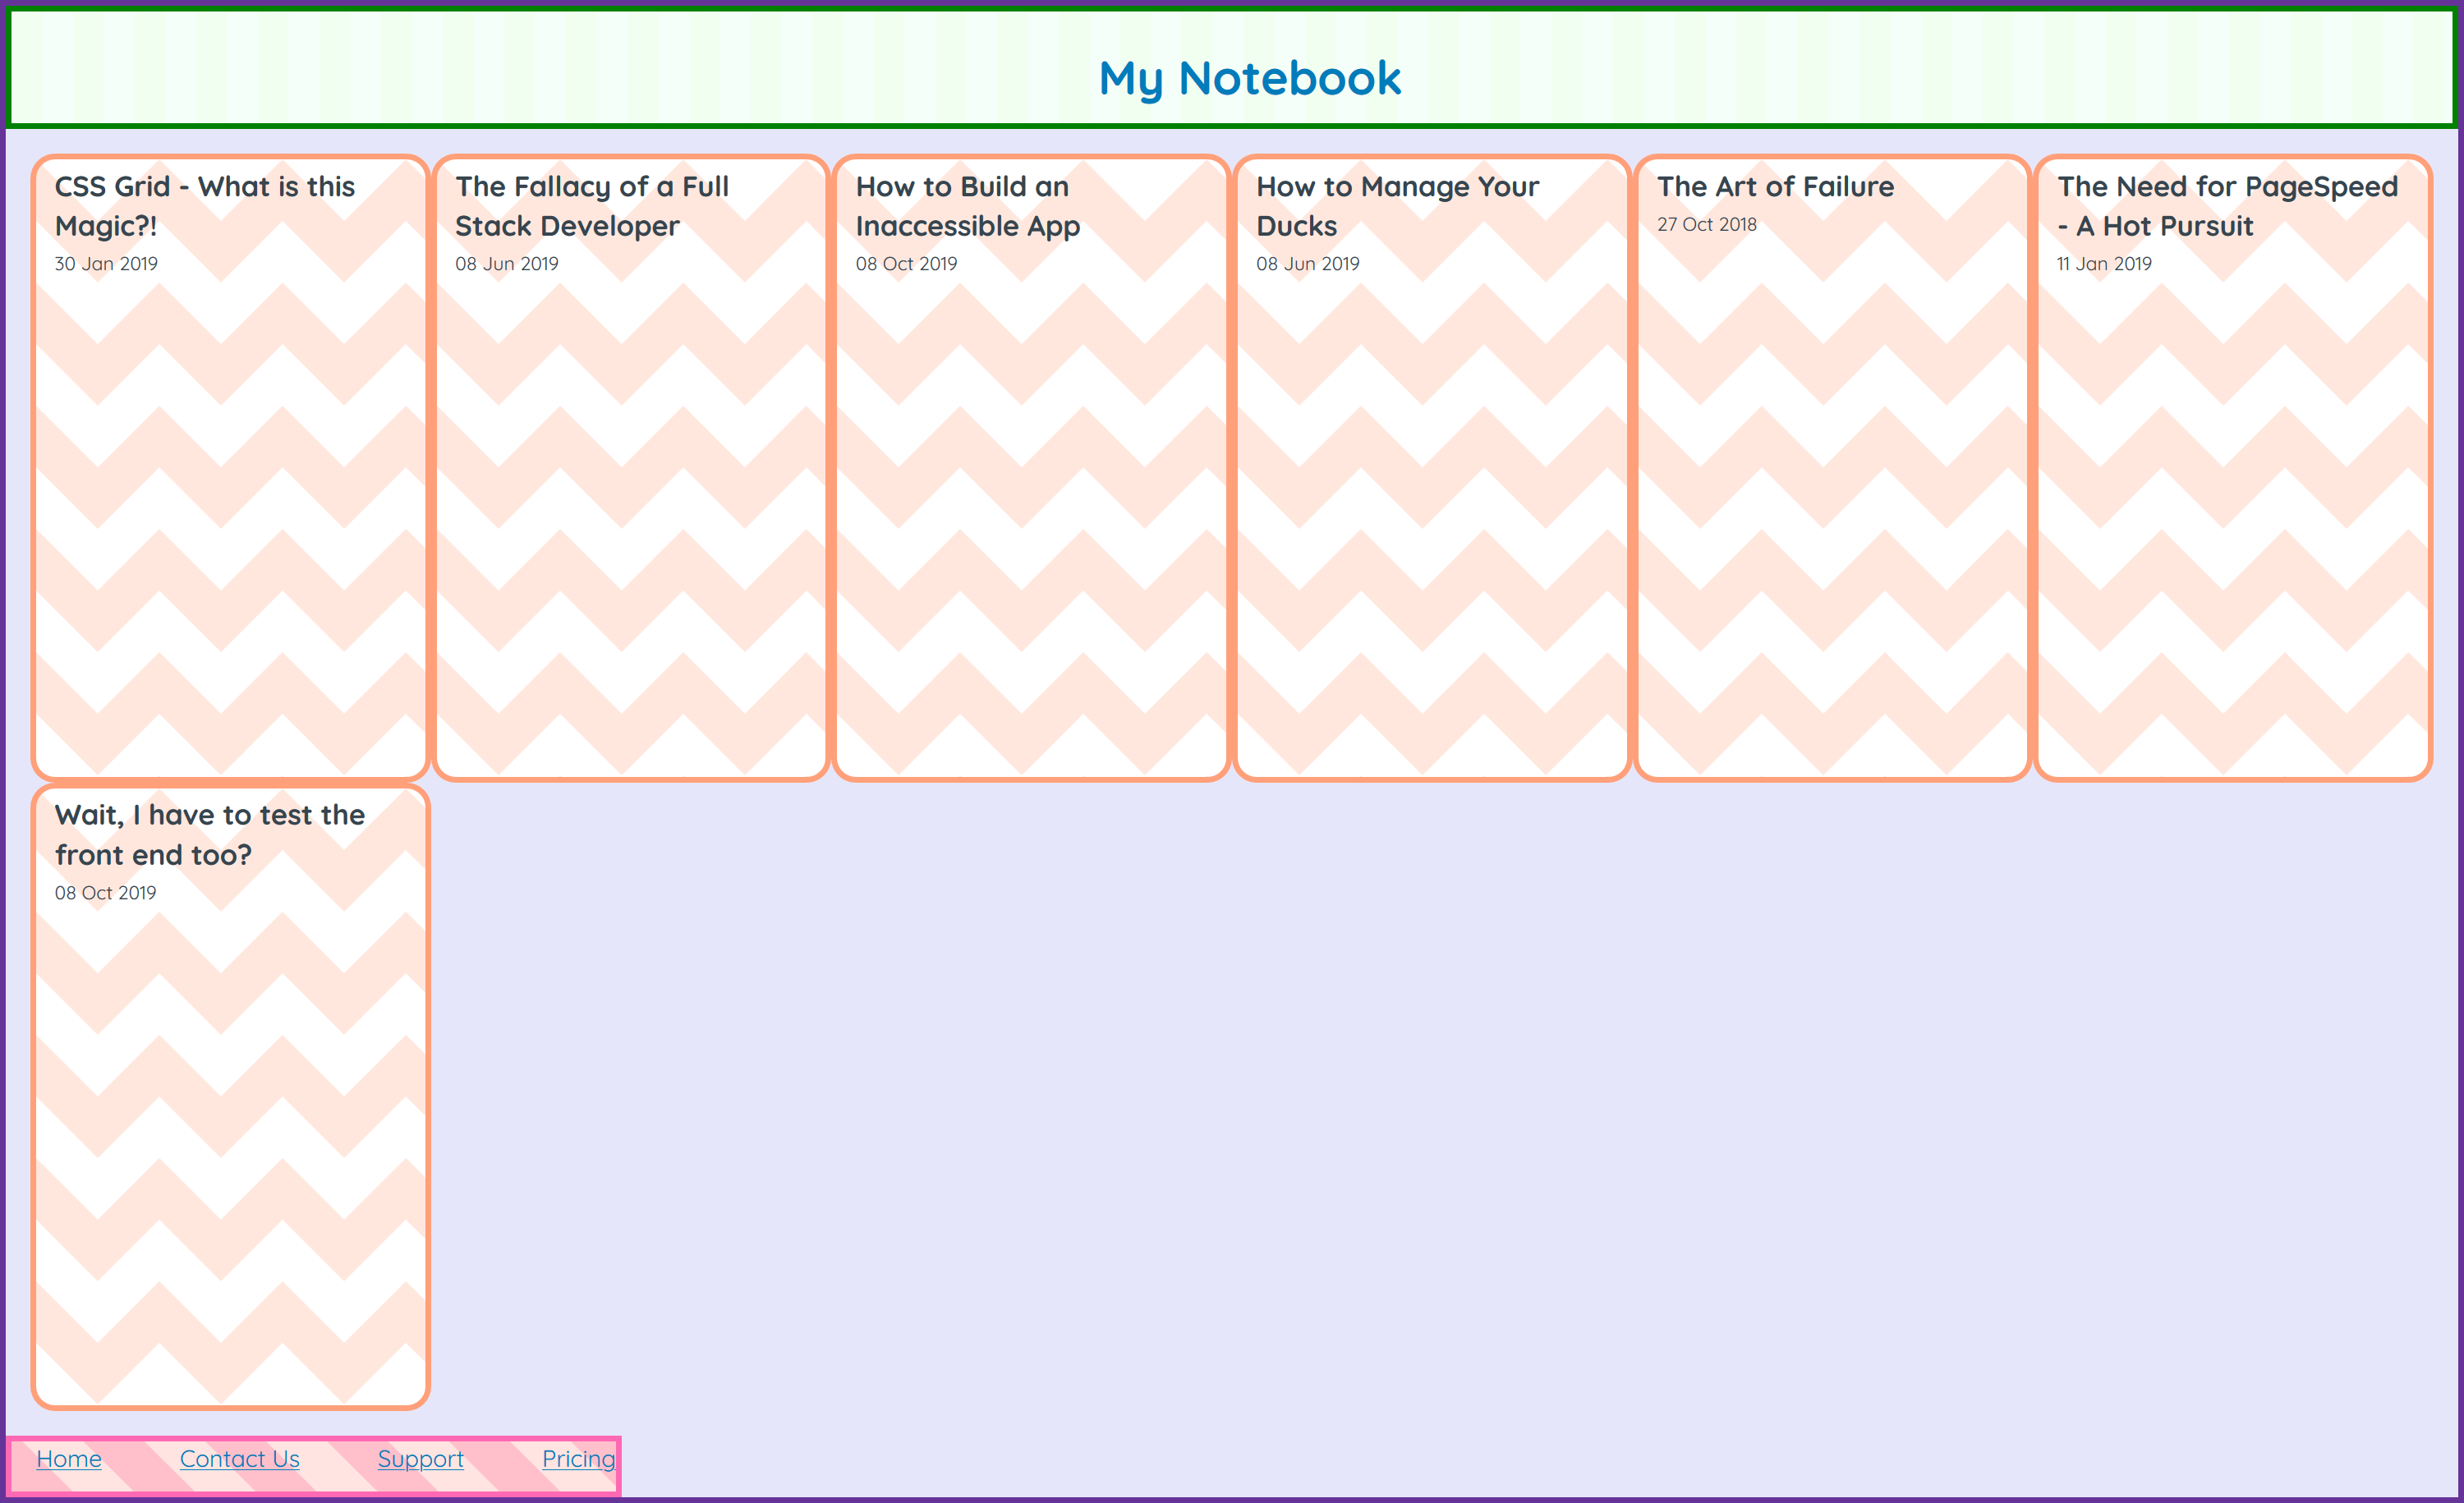 My Notebook
CSS Grid - What is this
Magic?!
30 Jan 2019
The Fallacy of a Full
Stack Developer
08 Jun 2019
How to Build an
Inaccessible App
08 Oct 2019
How to Manage Your
Ducks
08 Jun 2019
The Art of Failure
27 Oct 2018
The Need for PageSpeed
- A Hot Pursuit
11 Jan 2019
Wait, I have to test the
front end too?
08 Oct 2019
Home Contact Us Support Pricing